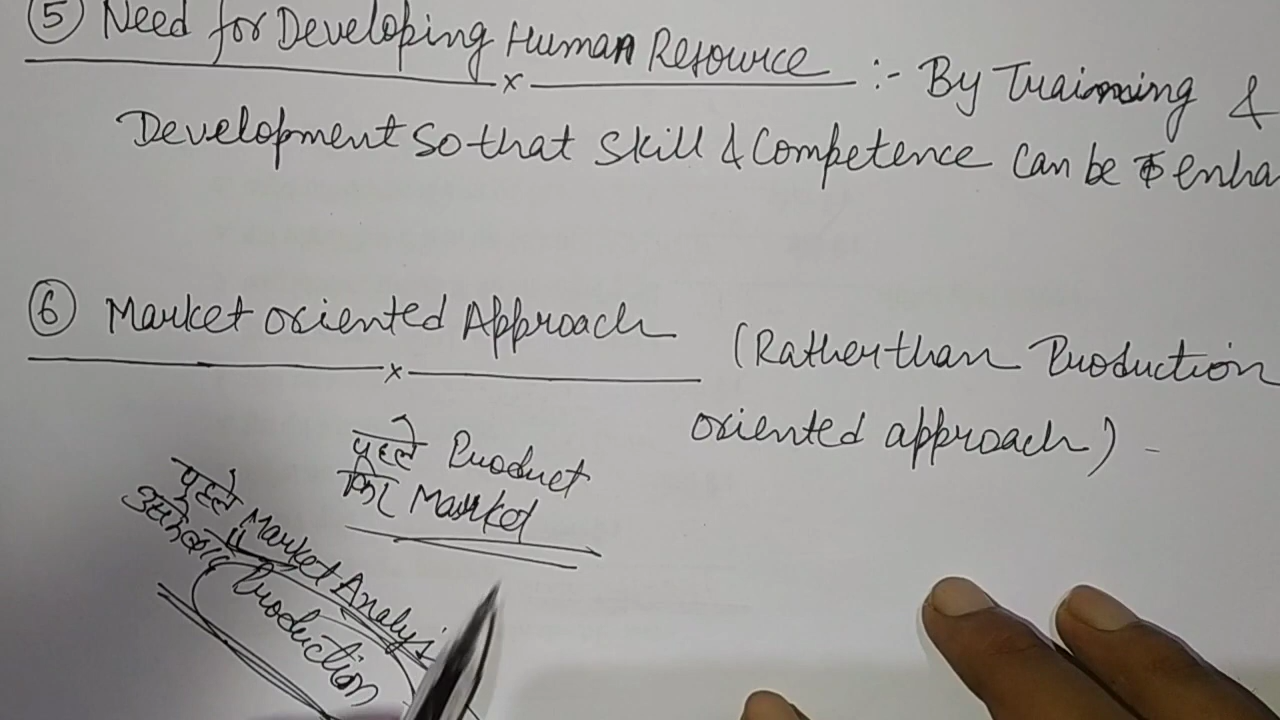 ⑤ Need for Developing Human Resource :- By Training &
Development so that skill & Competence can be enha
⑥ Market oriented Approach (Rather than Production
oriented approach) -
पहले Product
फिर Market
पहले Market Analysis
उसके बाद Production